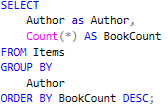 SELECT
    Author as Author,
    Count(*) AS BookCount
FROM Items
GROUP BY
    Author
ORDER BY BookCount DESC;